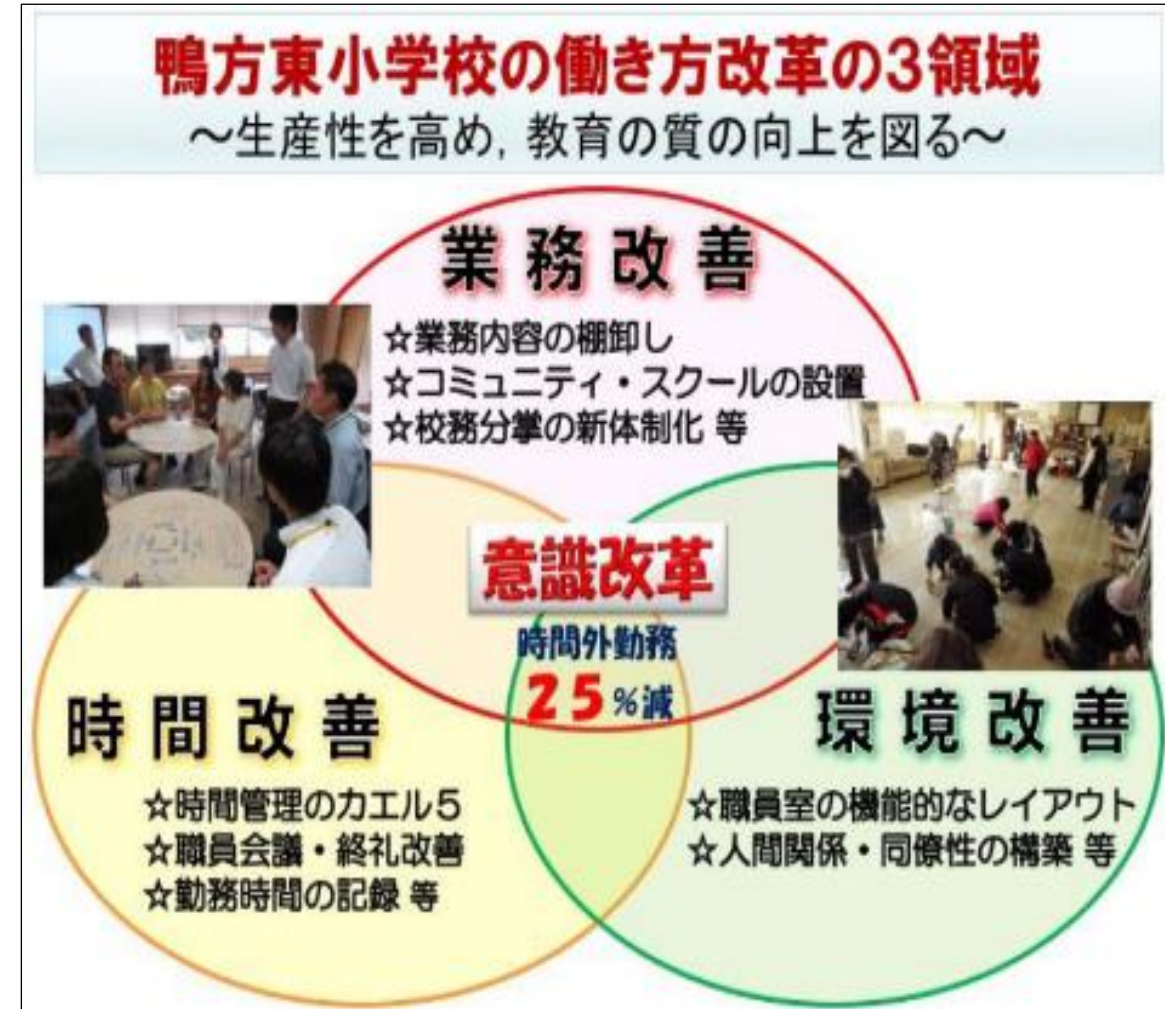 鴨方東小学校の働き方改革の3領域
～生産性を高め，教育の質の向上を図る～
業務改善
☆業務内容の棚卸し
☆コミュニティ・スクールの設置
☆校務分掌の新体制化 等
意識改革
時間外勤務
25%減
時間改善
☆時間管理のカエル5
☆職員会議・終礼改善
☆勤務時間の記録 等
環境改善
☆職員室の機能的なレイアウト
☆人間関係・同僚性の構築 等